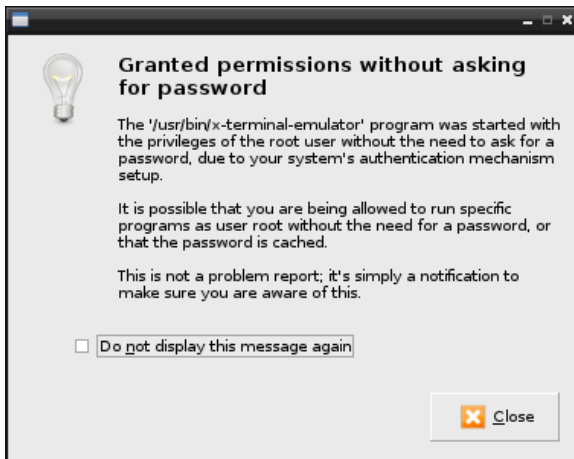 Granted permissions without asking
for password
The '/usr/bin/x-terminal-emulator' program was started with
the privileges of the root user without the need to ask for a
password, due to your system's authentication mechanism
setup.
It is possible that you are being allowed to run specific
programs as user root without the need for a password, or
that the password is cached.
This is not a problem report; it's simply a notification to
make sure you are aware of this.
Do not display this message again
Close